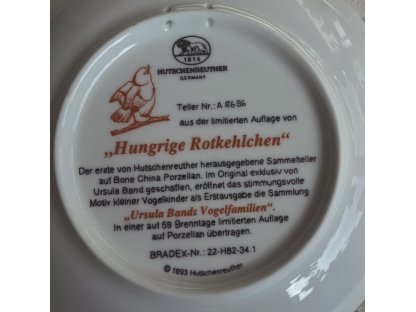 1814
HUTSCHENREUTHER
GERMANY
Teller Nr.: A 8696
aus der limitierten Auflage von
„Hungrige Rotkehlchen“
Der erste von Hutschenreuther herausgegebene Sammelteller
auf Bone China Porzellan. Im Original exklusiv von
Ursula Band geschaffen, eröffnet das stimmungsvolle
Motiv kleiner Vogelkinder als Erstausgabe die Sammlung
„Ursula Bands Vogelfamilien“.
In einer auf 59 Brenntage limitierten Auflage
auf Porzellan übertragen.
BRADEX-Nr.: 22-H82-34.1
© 1993 Hutschenreuther